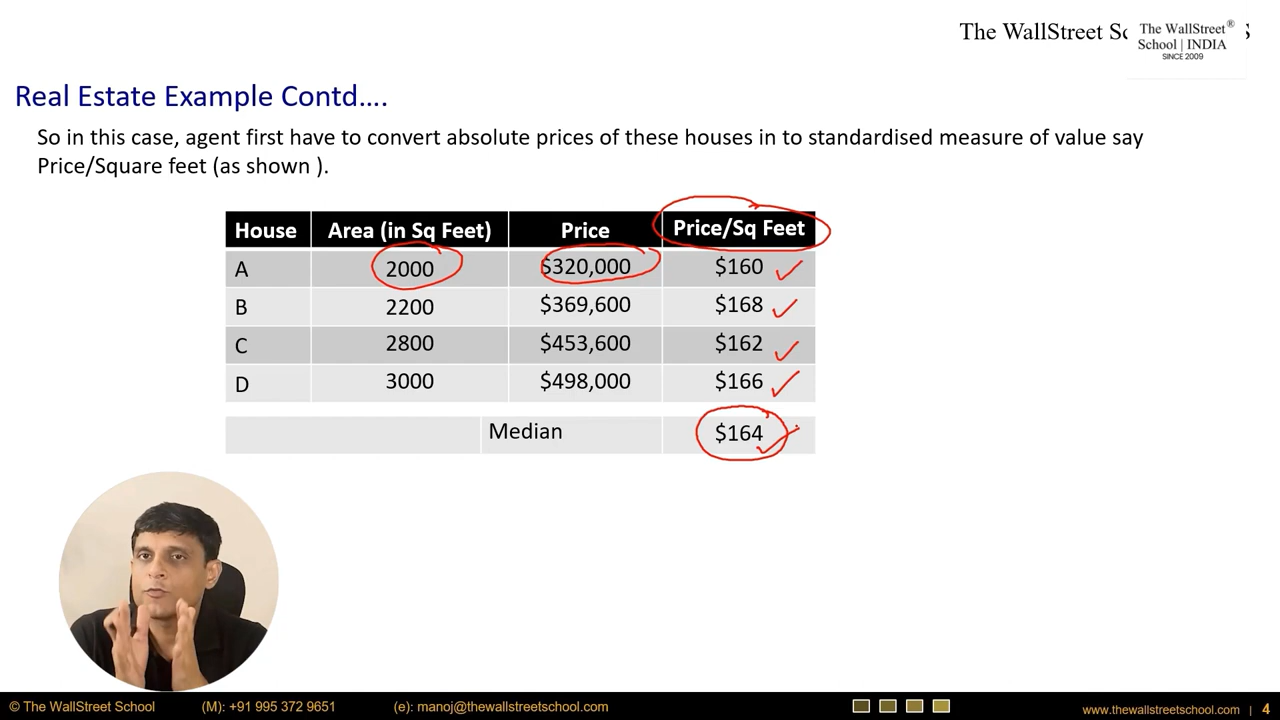 The WallStreet
The WallStreet®
School | INDIA
SINCE 2009
Real Estate Example Contd....
So in this case, agent first have to convert absolute prices of these houses in to standardised measure of value say
Price/Square feet (as shown ).
House Area (in Sq Feet) Price Price/Sq Feet
A 2000 $320,000 $160
B 2200 $369,600 $168
C 2800 $453,600 $162
D 3000 $498,000 $166
Median $164
© The WallStreet School (M): +91 995 372 9651 (e): manoj@thewallstreetschool.com www.thewallstreetschool.com | 4